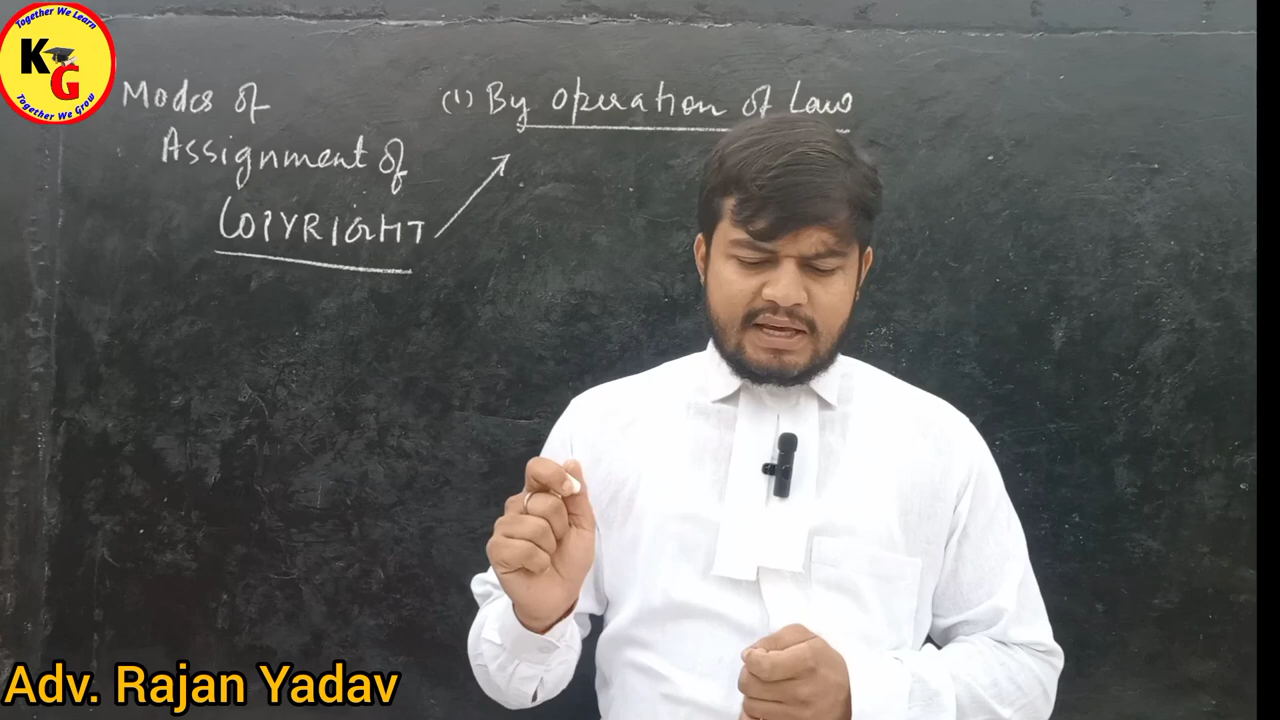 Together We Learn
KG
Together We Grow
Modes of
Assignment of
COPYRIGHT
(1) By operation of Law
Adv. Rajan Yadav